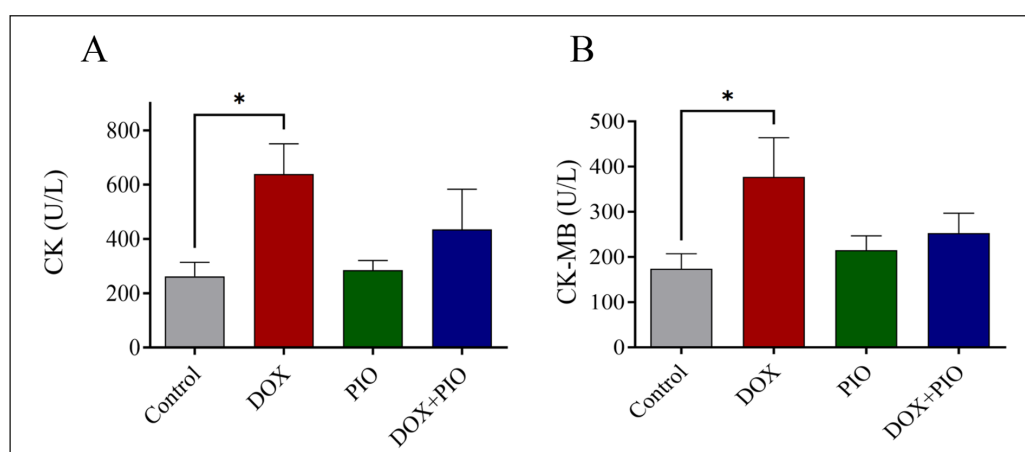 A
CK (U/L)
800
600
400
200
0
*
Control
DOX
PIO
DOX+PIO
B
CK-MB (U/L)
500
400
300
200
100
0
*
Control
DOX
PIO
DOX+PIO